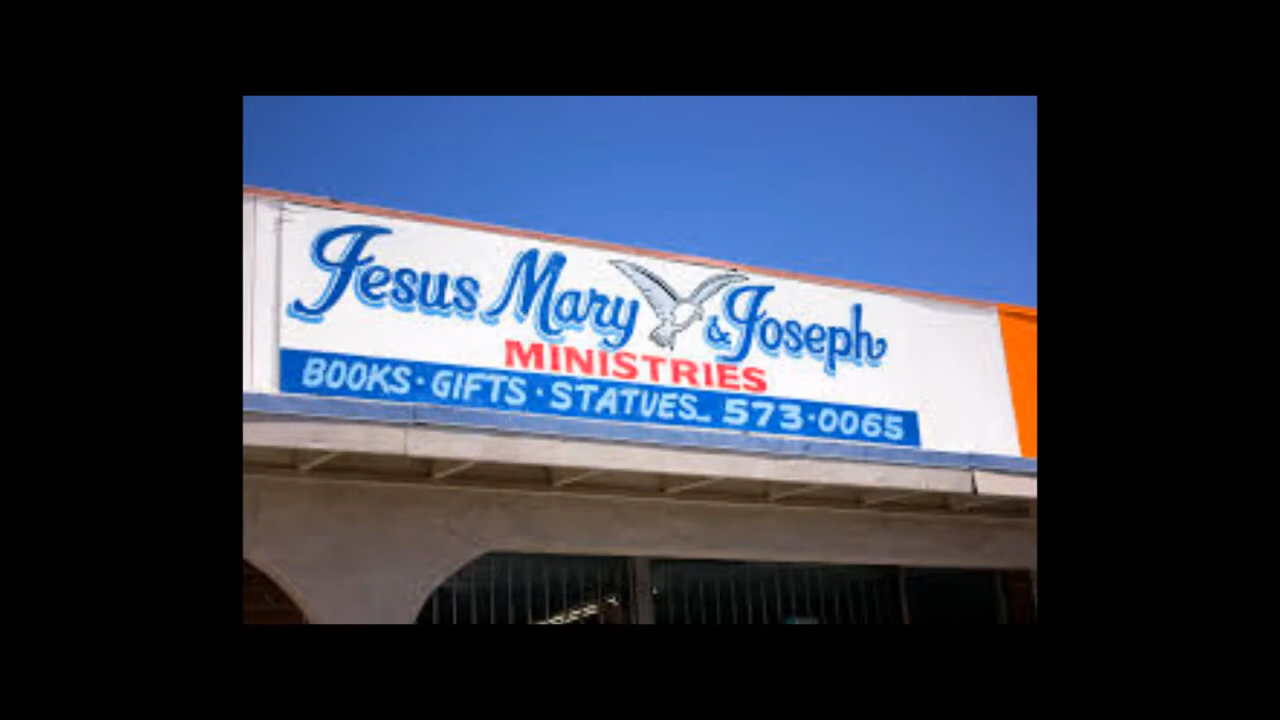 Jesus Mary & Joseph
MINISTRIES
BOOKS · GIFTS · STATUES... 573·0065